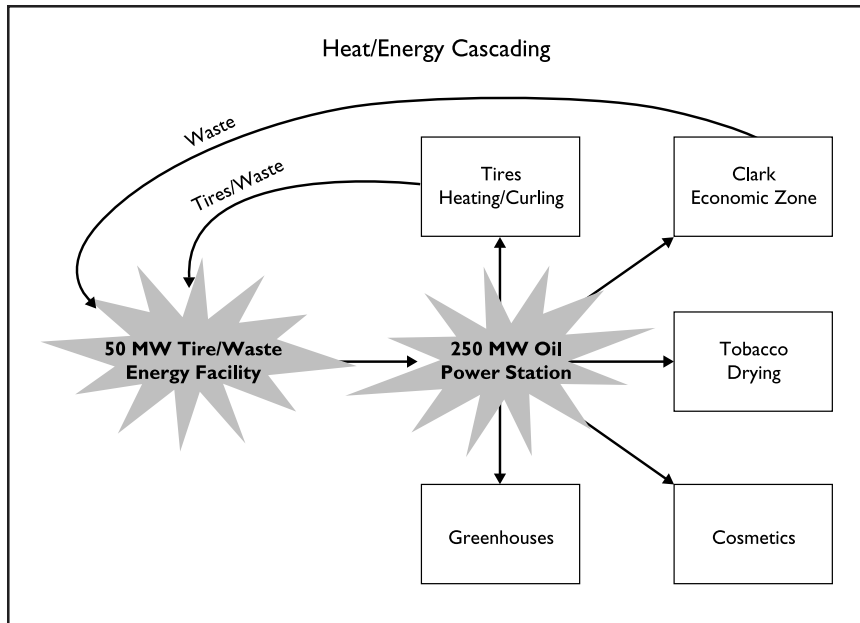 Heat/Energy Cascading
Waste
Tires/Waste
Tires
Heating/Curling
Clark
Economic Zone
50 MW Tire/Waste
Energy Facility
250 MW Oil
Power Station
Tobacco
Drying
Greenhouses
Cosmetics